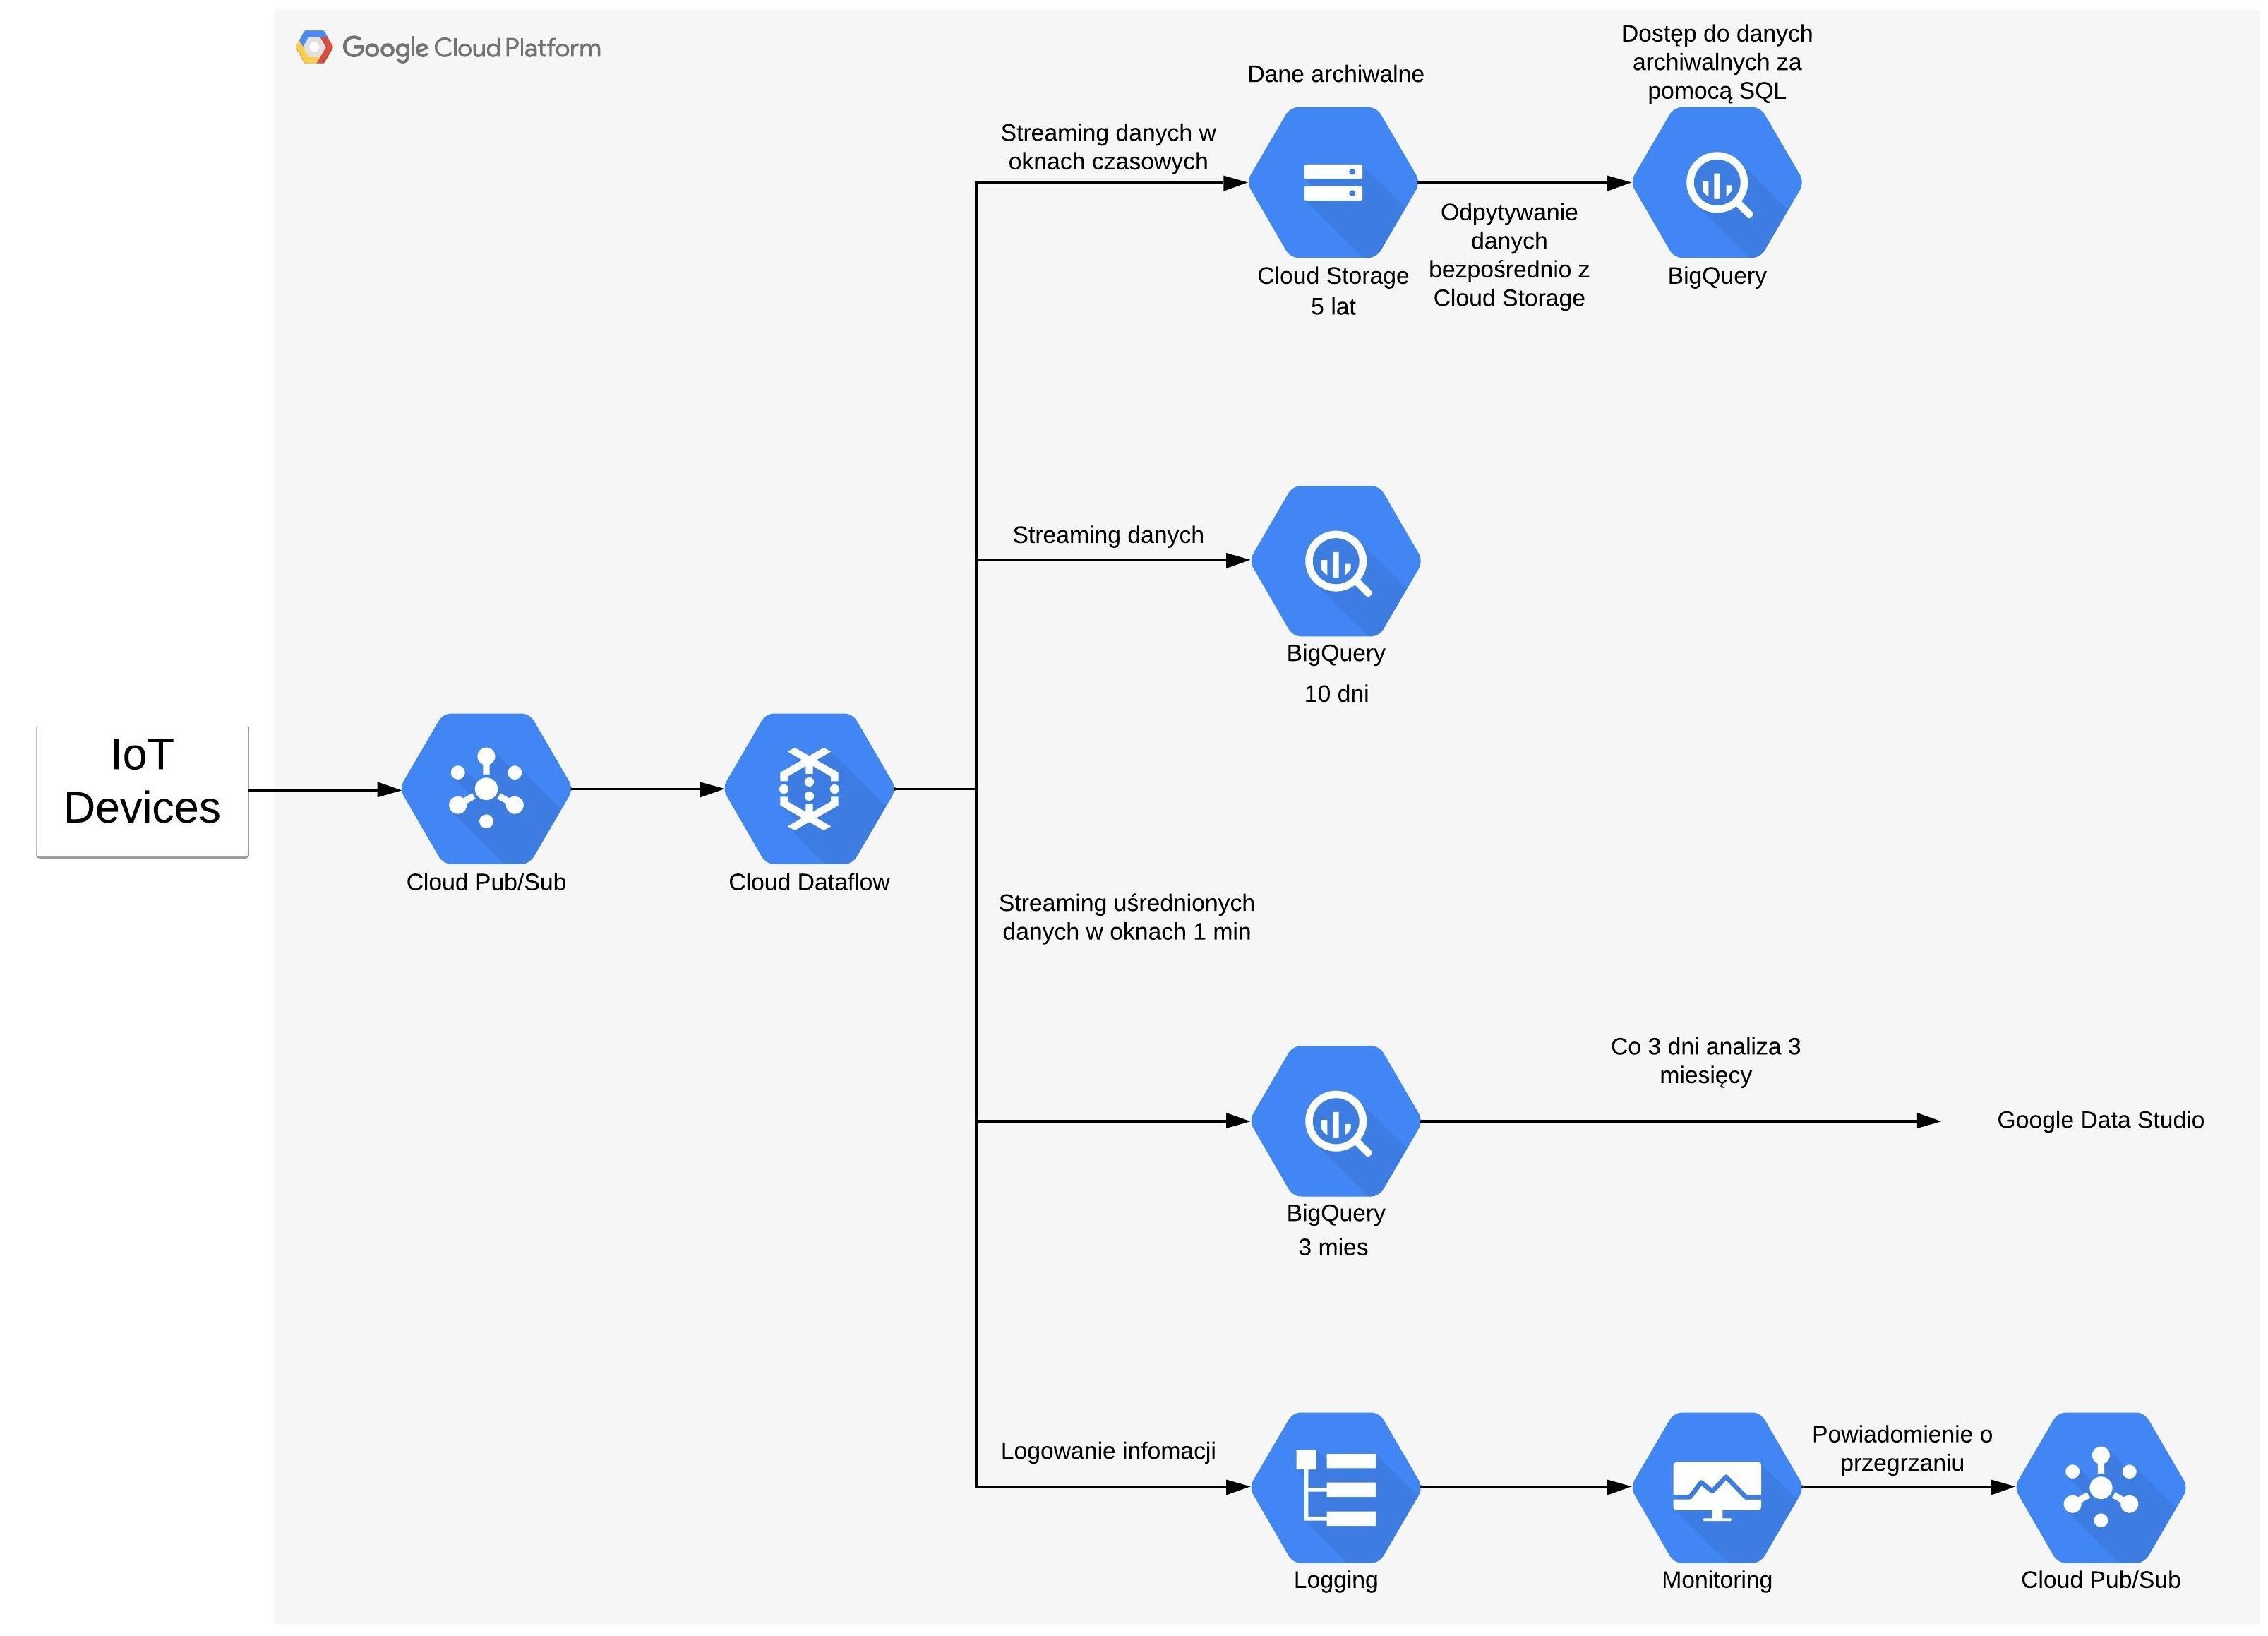 Google Cloud Platform
Dane archiwalne
Dostęp do danych
archiwalnych za
pomocą SQL
Streaming danych w
oknach czasowych
Cloud Storage
5 lat
Odpytywanie
danych
bezpośrednio z
Cloud Storage
BigQuery
Streaming danych
BigQuery
10 dni
IoT
Devices
Cloud Pub/Sub
Cloud Dataflow
Streaming uśrednionych
danych w oknach 1 min
BigQuery
3 mies
Co 3 dni analiza 3
miesięcy
Google Data Studio
Logowanie infomacji
Logging
Monitoring
Powiadomienie o
przegrzaniu
Cloud Pub/Sub